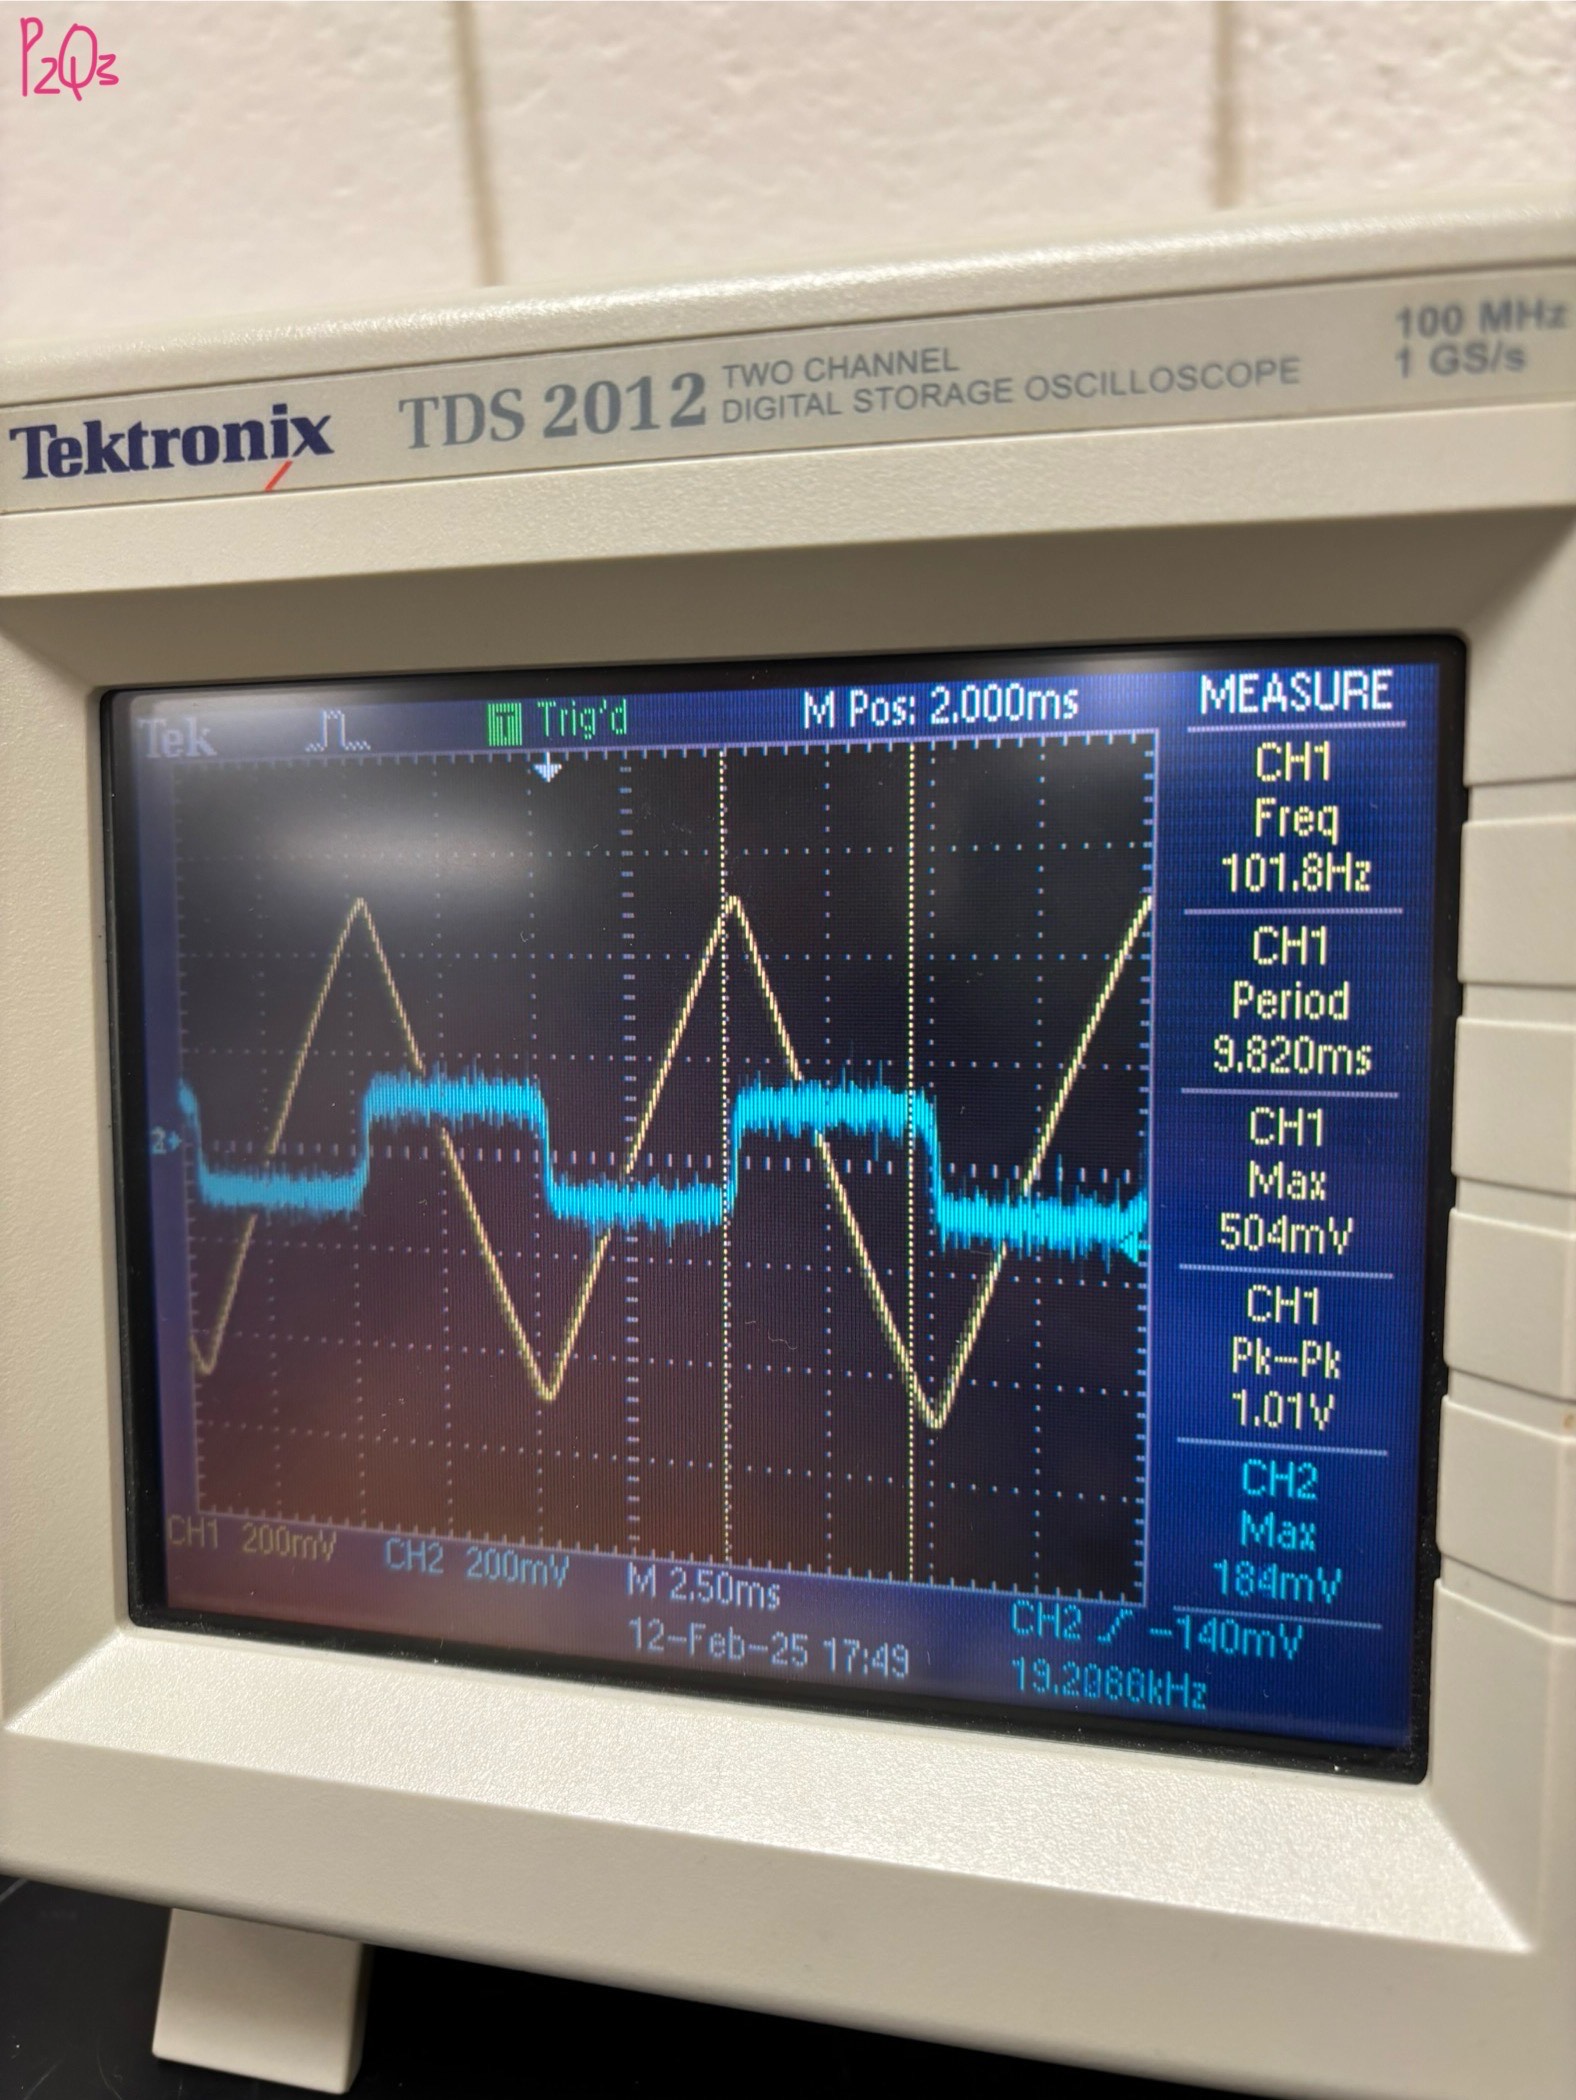 P2Q3
100 MHz
1 GS/s
Tektronix TDS 2012 TWO CHANNEL
DIGITAL STORAGE OSCILLOSCOPE
Tek Trig'd M Pos: 2.000ms
MEASURE
CH1
Freq
101.8Hz
CH1
Period
9.820ms
CH1
Max
504mV
CH1
Pk-Pk
1.01V
CH2
Max
184mV
2
CH1 200mV CH2 200mV M 2.50ms CH2 -140mV
12-Feb-25 17:49 19.2066kHz